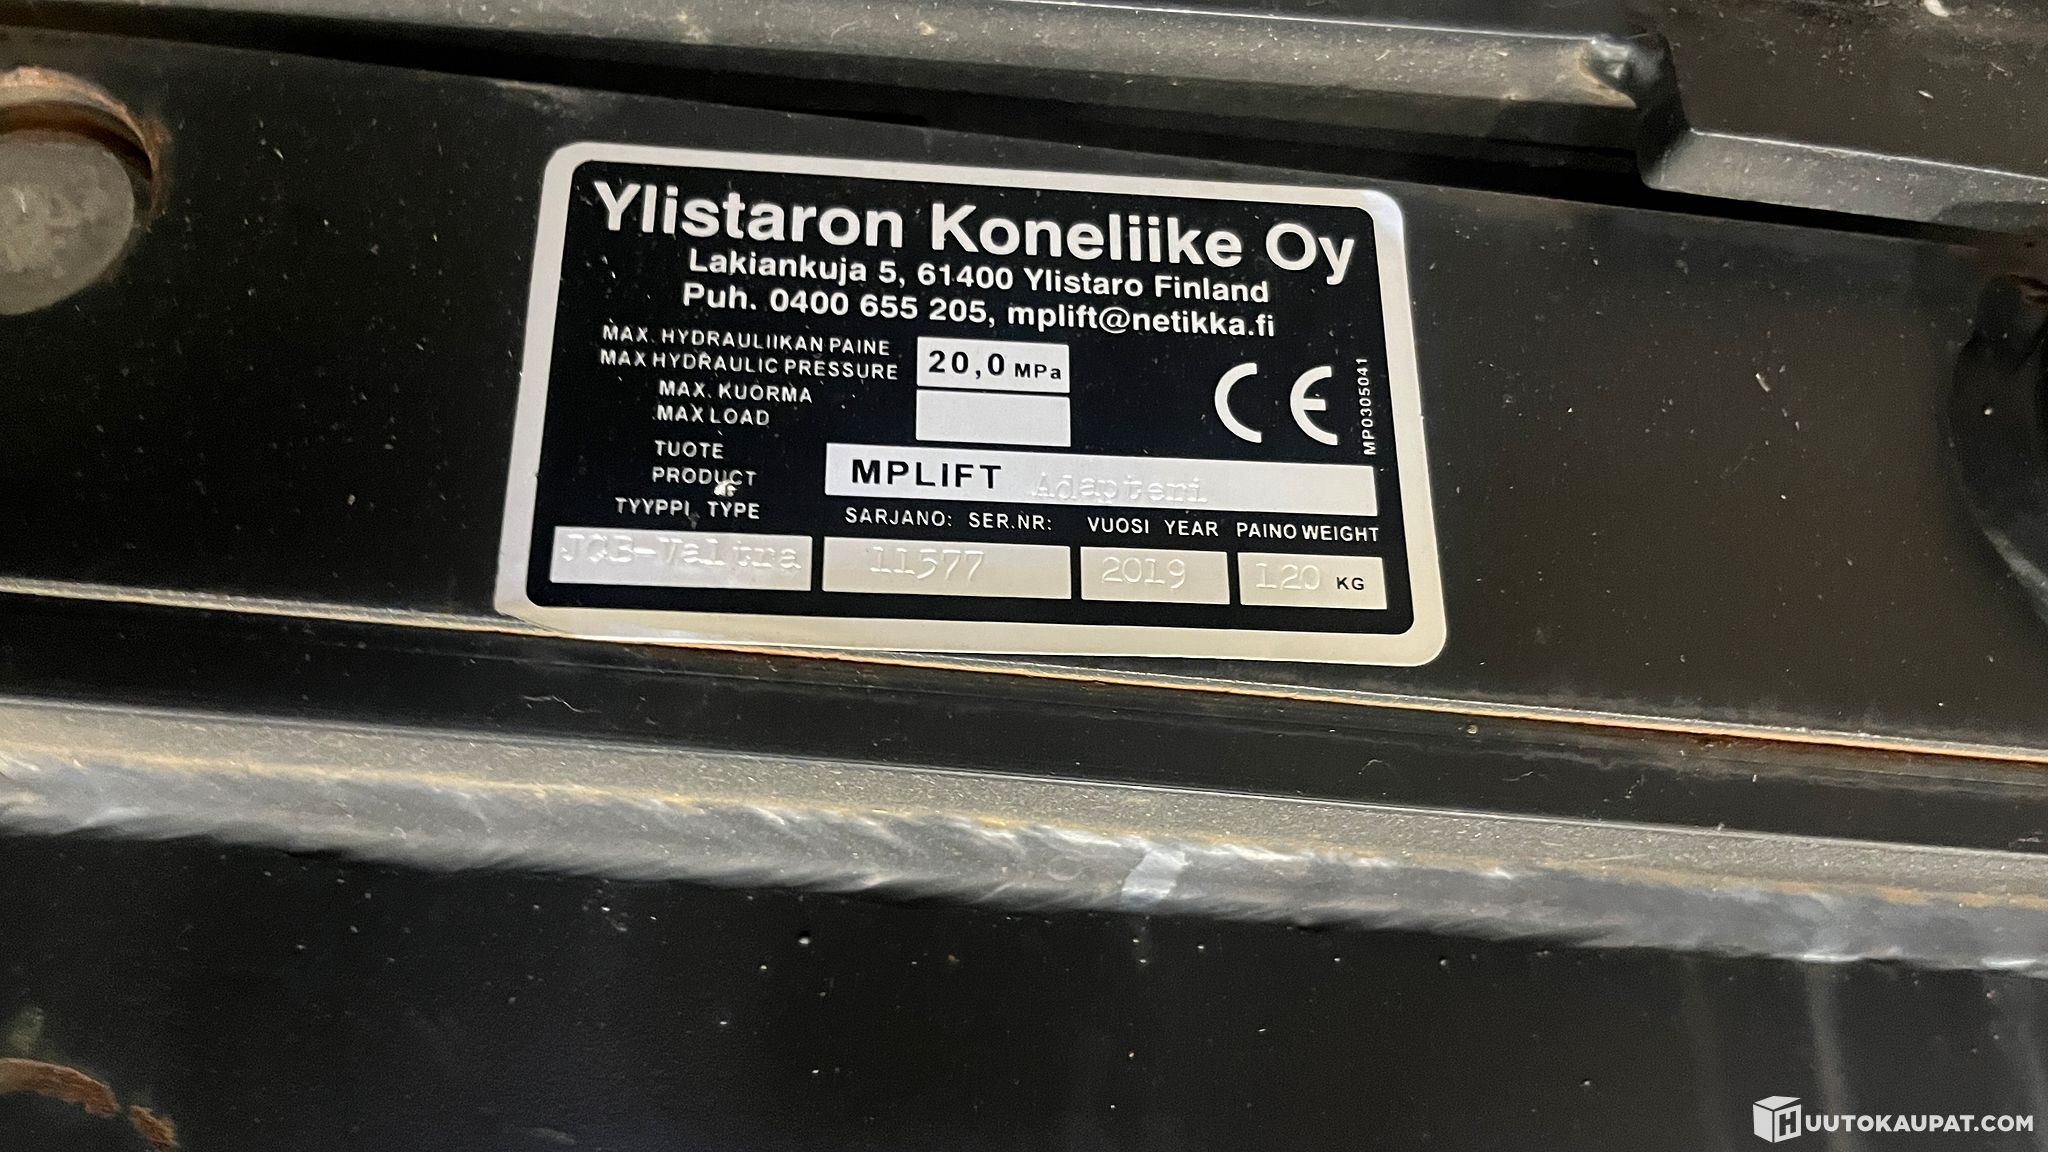 Ylistaron Koneliike Oy
Lakiankuja 5, 61400 Ylistaro Finland
Puh. 0400 655 205, mplift@netikka.fi
MAX. HYDRAULIIKAN PAINE
MAX HYDRAULIC PRESSURE
20,0 MPa
MAX. KUORMA
MAX LOAD
CE
MP0305041
TUOTE
PRODUCT
MPLIFT Adapteri
TYYPPI TYPE
SARJANO: SER.NR:
VUOSI YEAR
PAINO WEIGHT
JCB-Valtra
11577
2019
120 KG
HUUTOKAUPAT.COM